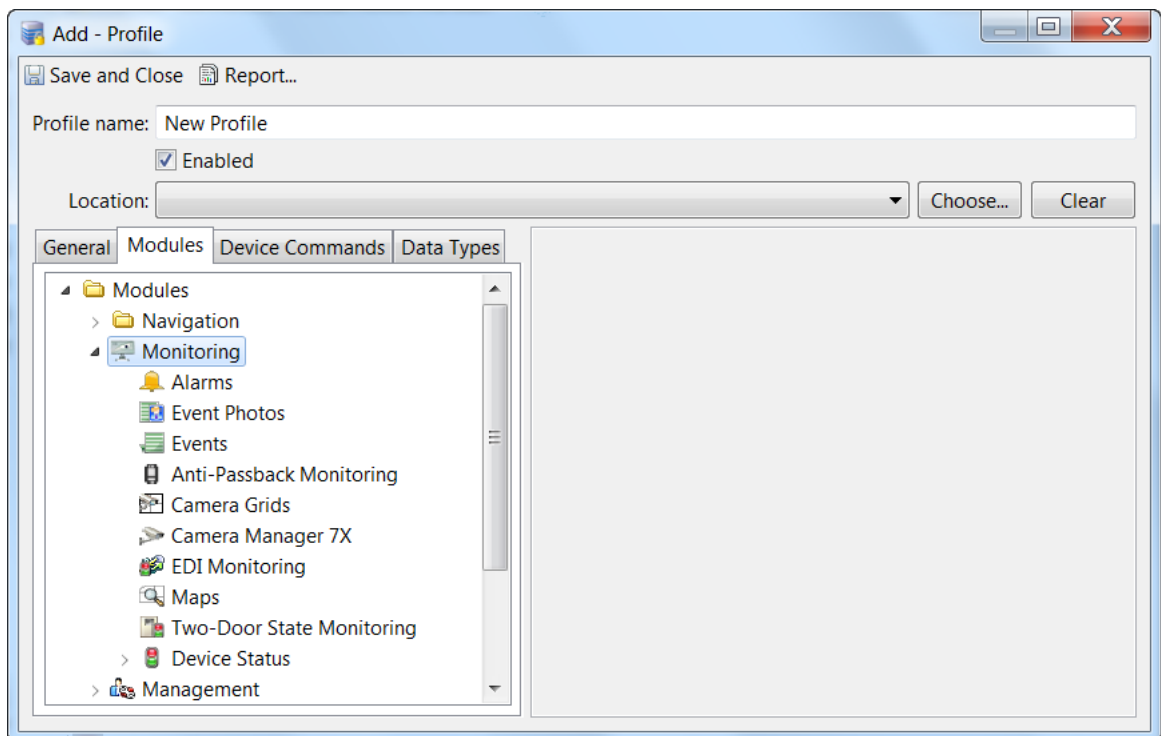 Add - Profile
Save and Close Report...
Profile name: New Profile
Enabled
Location: Choose... Clear
General Modules Device Commands Data Types
Modules
Navigation
Monitoring
Alarms
Event Photos
Events
Anti-Passback Monitoring
Camera Grids
Camera Manager 7X
EDI Monitoring
Maps
Two-Door State Monitoring
Device Status
Management